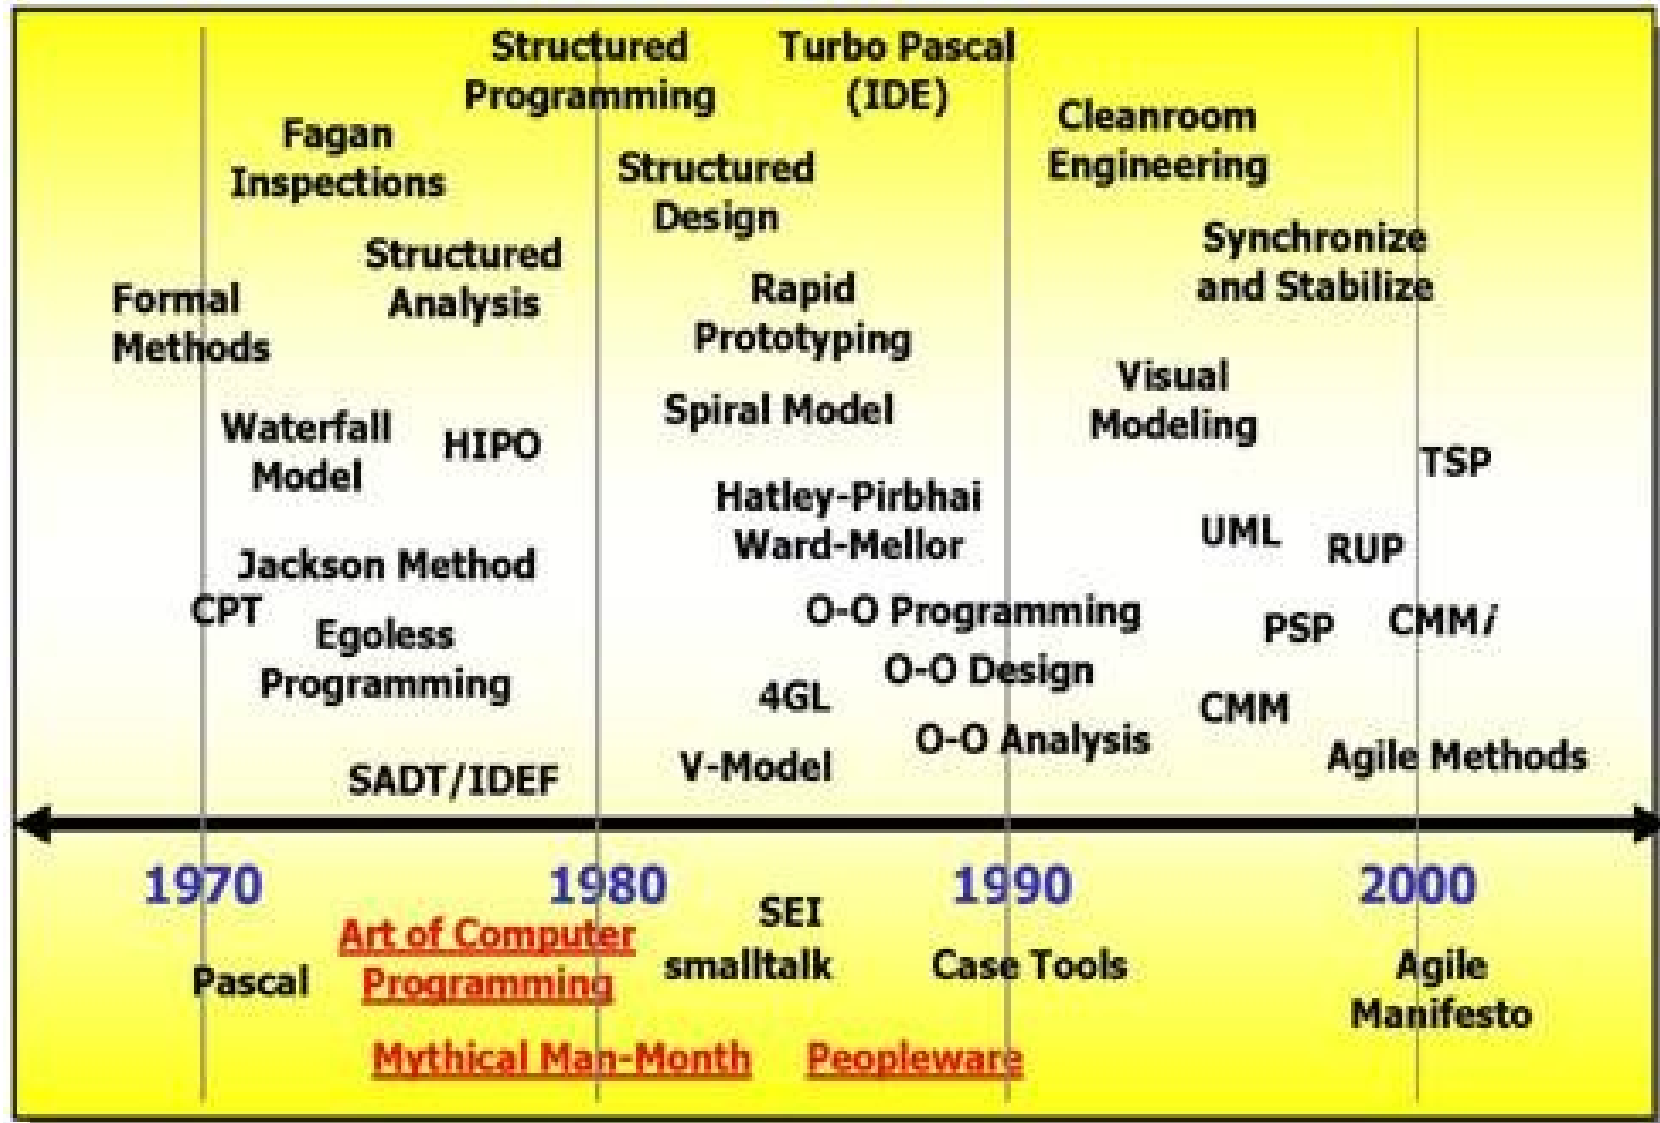 Structured
Programming
Turbo Pascal
(IDE)
Cleanroom
Engineering
Fagan
Inspections
Structured
Design
Synchronize
and Stabilize
Structured
Analysis
Formal
Methods
Rapid
Prototyping
Visual
Modeling
Spiral Model
Waterfall
Model
HIPO
TSP
Hatley-Pirbhai
Ward-Mellor
UML
RUP
Jackson Method
CPT
Egoless
Programming
O-O Programming
PSP
CMMi
O-O Design
4GL
CMM
O-O Analysis
V-Model
Agile Methods
SADT/IDEF
1970
1980
1990
2000
Art of Computer
Programming
SEI
smalltalk
Pascal
Case Tools
Agile
Manifesto
Mythical Man-Month
Peopleware